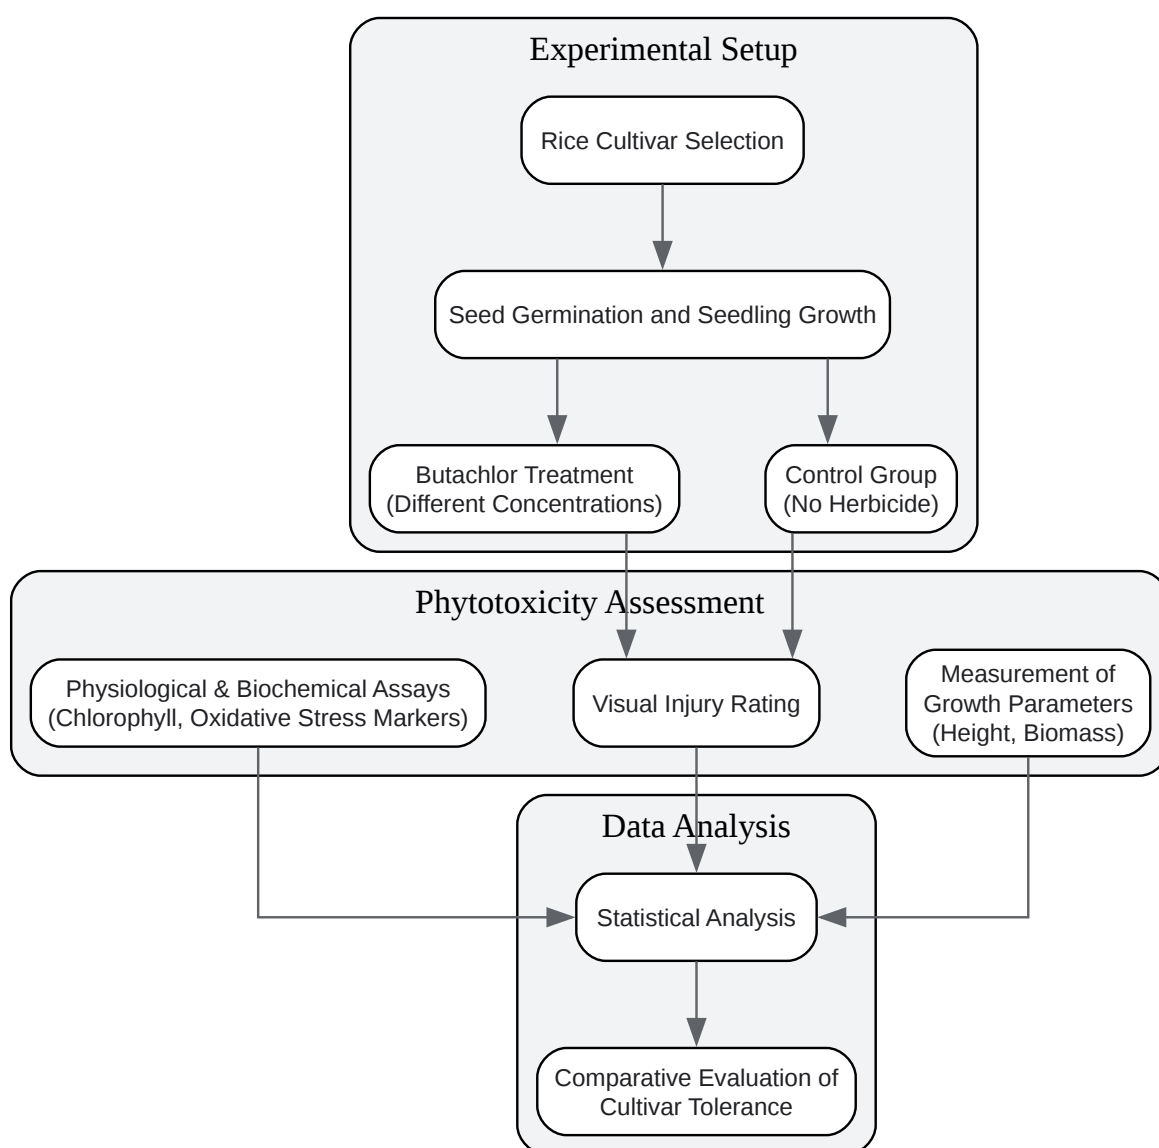 Experimental Setup
Rice Cultivar Selection
Seed Germination and Seedling Growth
Butachlor Treatment
(Different Concentrations)
Control Group
(No Herbicide)
Phytotoxicity Assessment
Physiological & Biochemical Assays
(Chlorophyll, Oxidative Stress Markers)
Visual Injury Rating
Measurement of
Growth Parameters
(Height, Biomass)
Data Analysis
Statistical Analysis
Comparative Evaluation of
Cultivar Tolerance